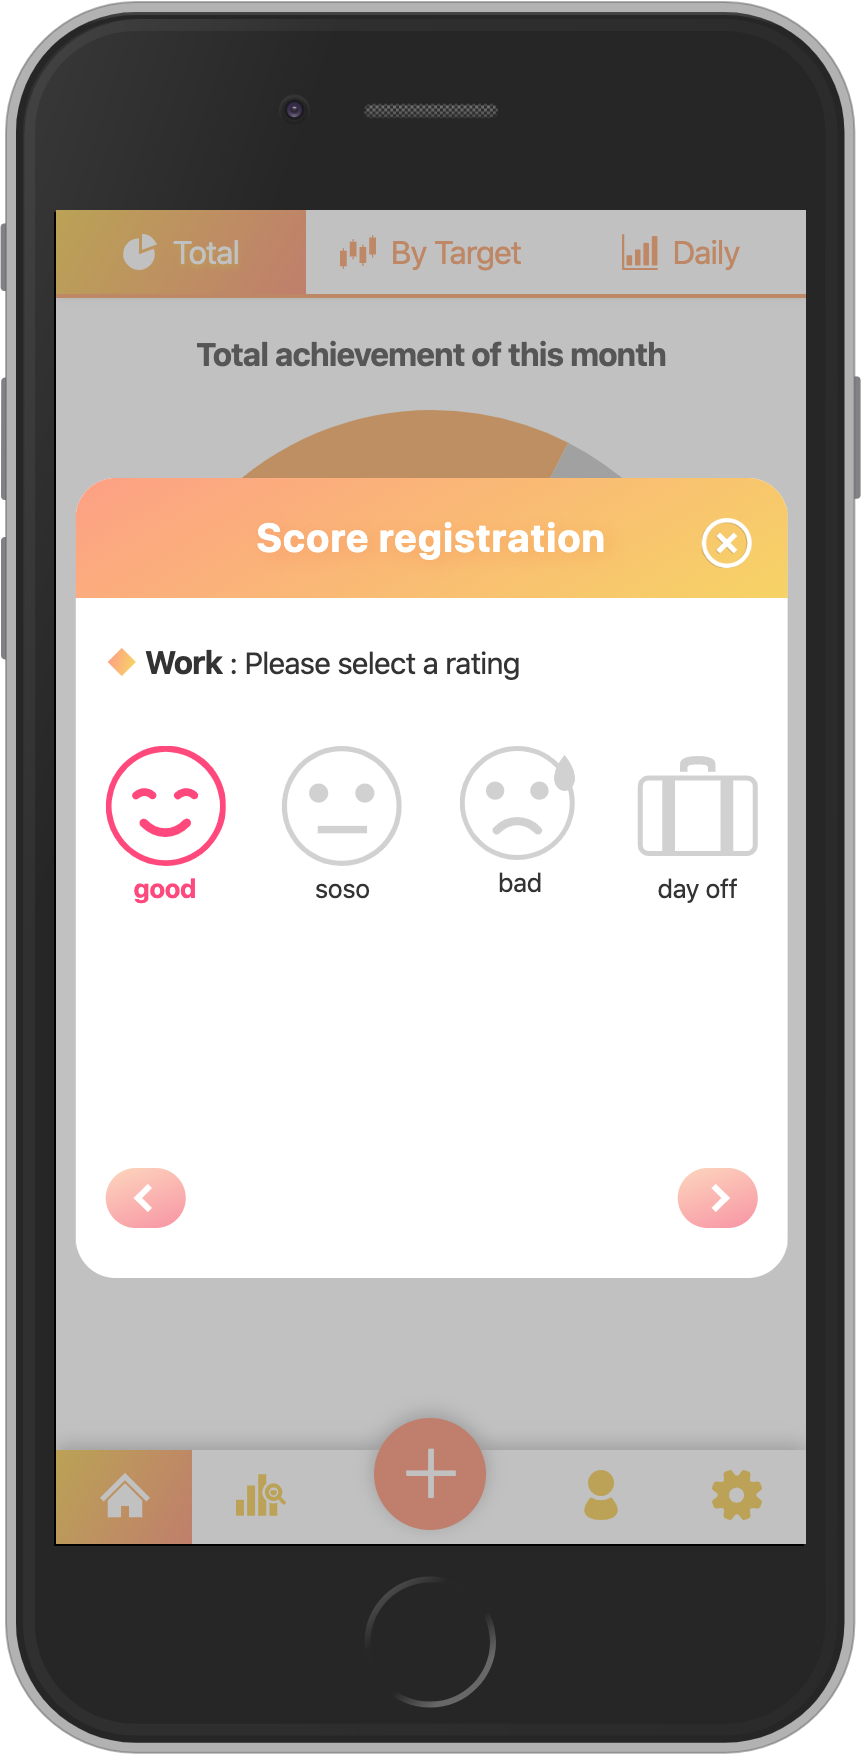 Total By Target Daily
Total achievement of this month
Score registration
Work : Please select a rating
good soso bad day off